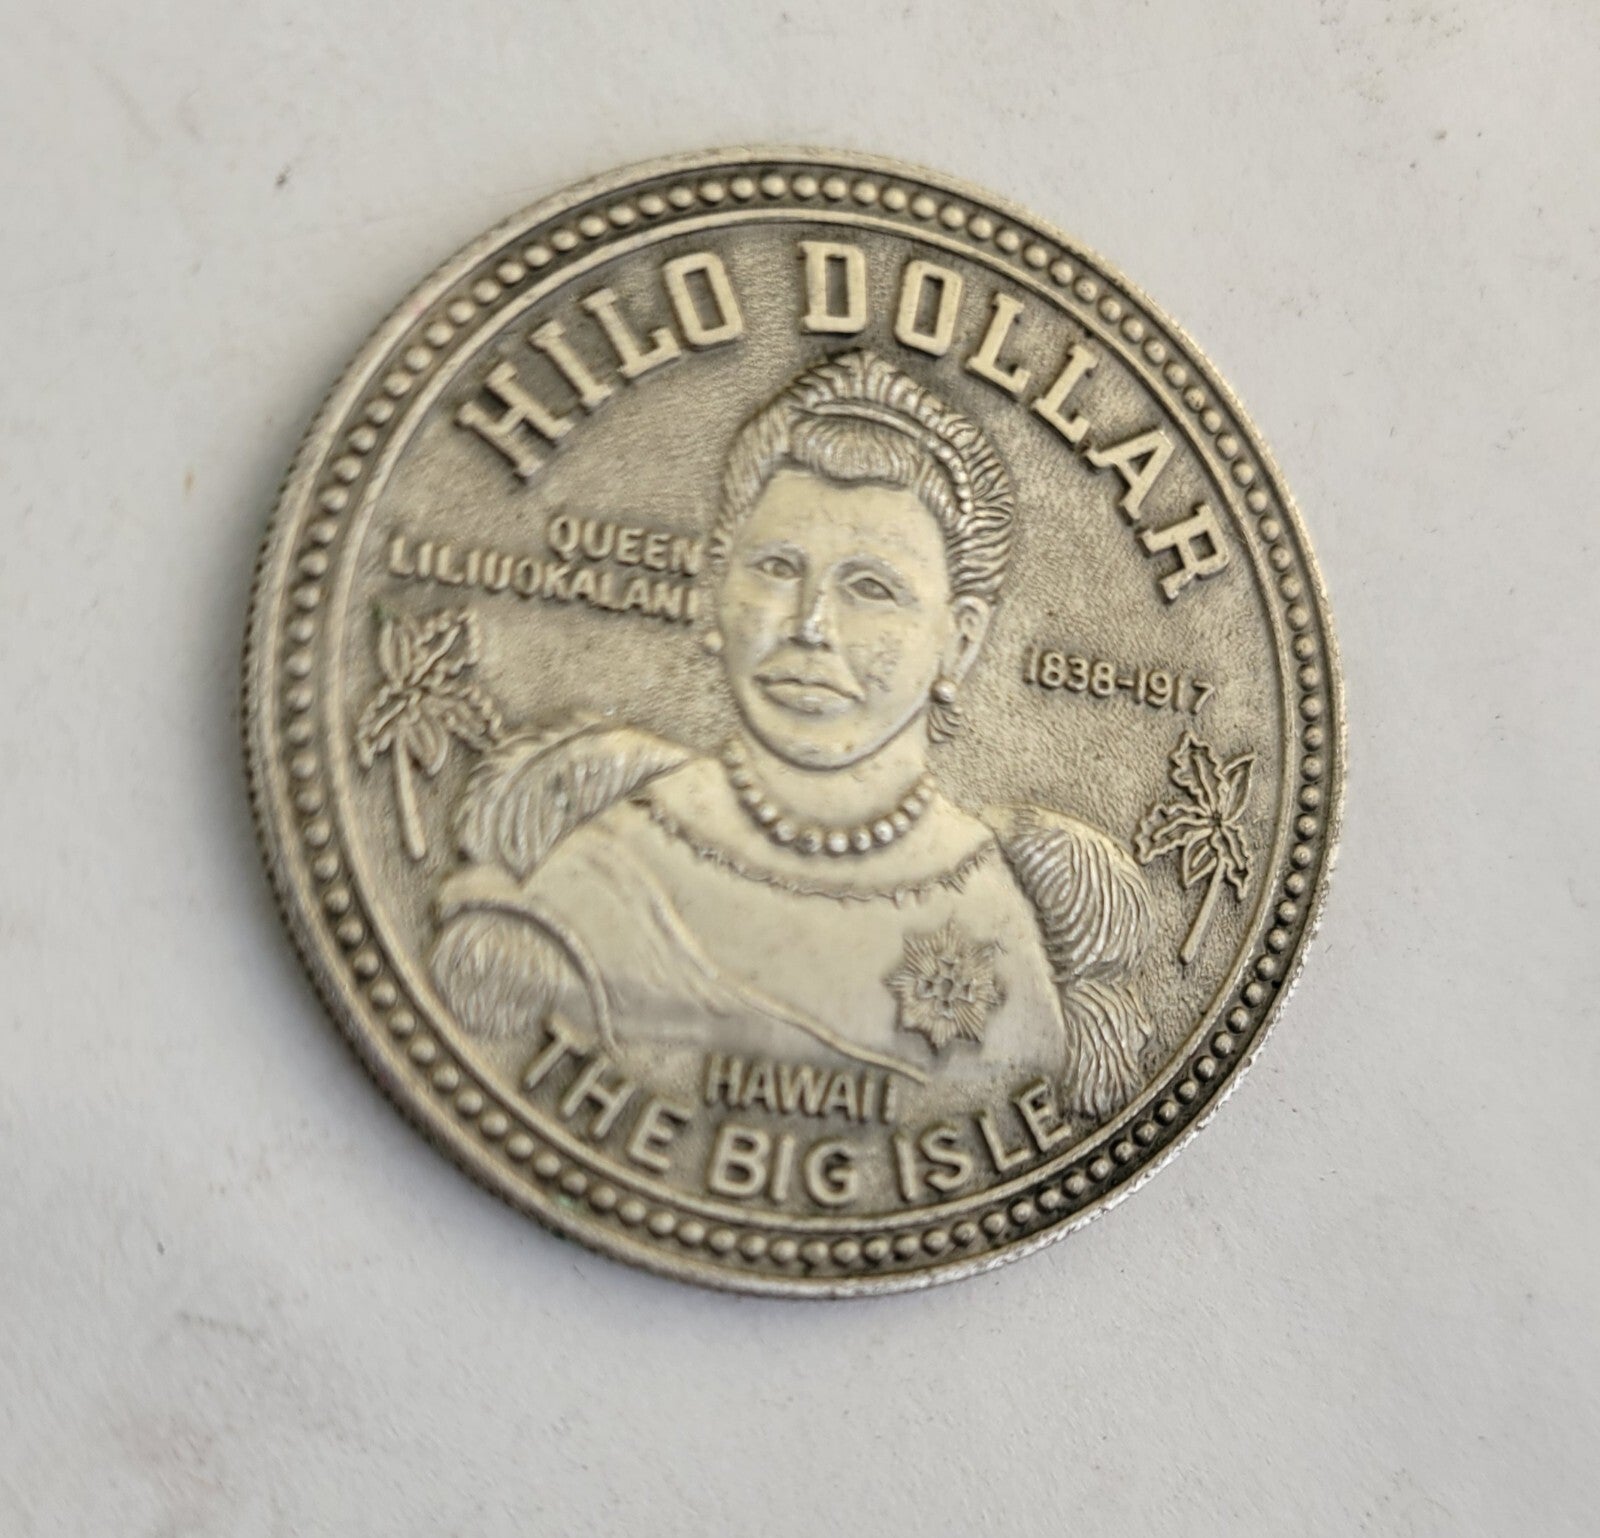 HILO DOLLAR
QUEEN
LILIUOKALANI
1838-1917
HAWAII
THE BIG ISLE